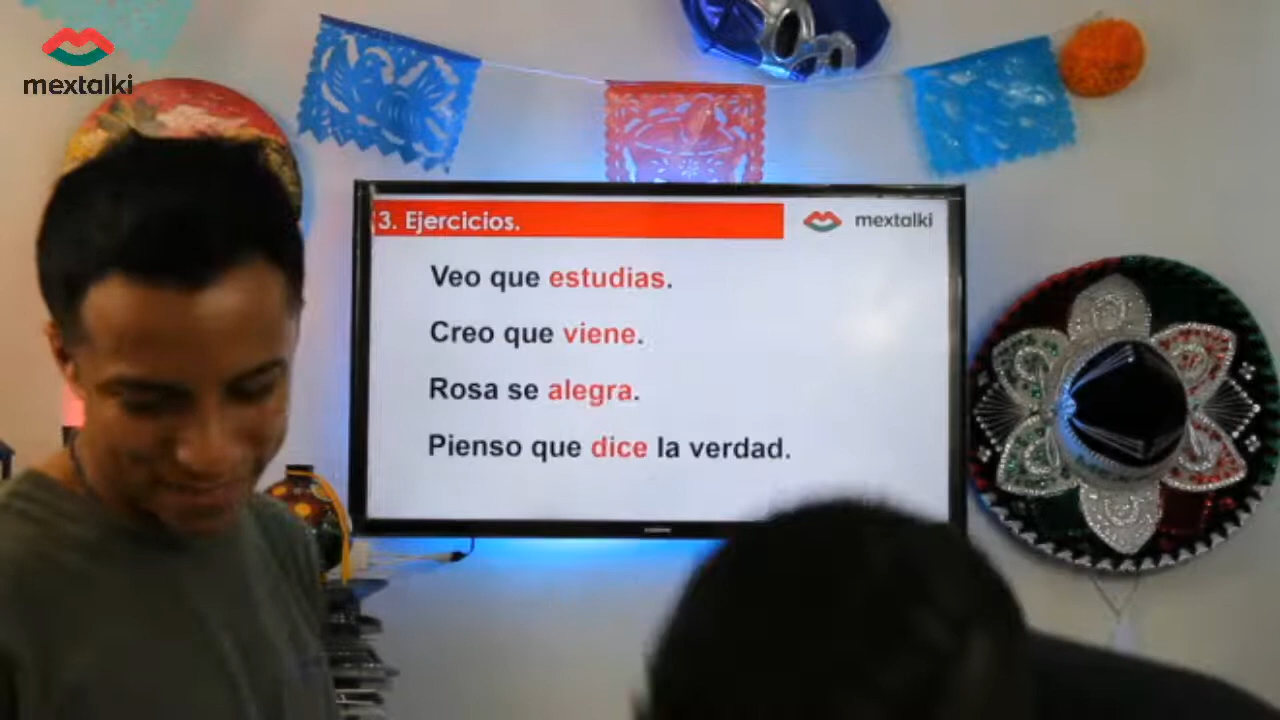 mextalki
3. Ejercicios.
mextalki
Veo que estudias.
Creo que viene.
Rosa se alegra.
Pienso que dice la verdad.